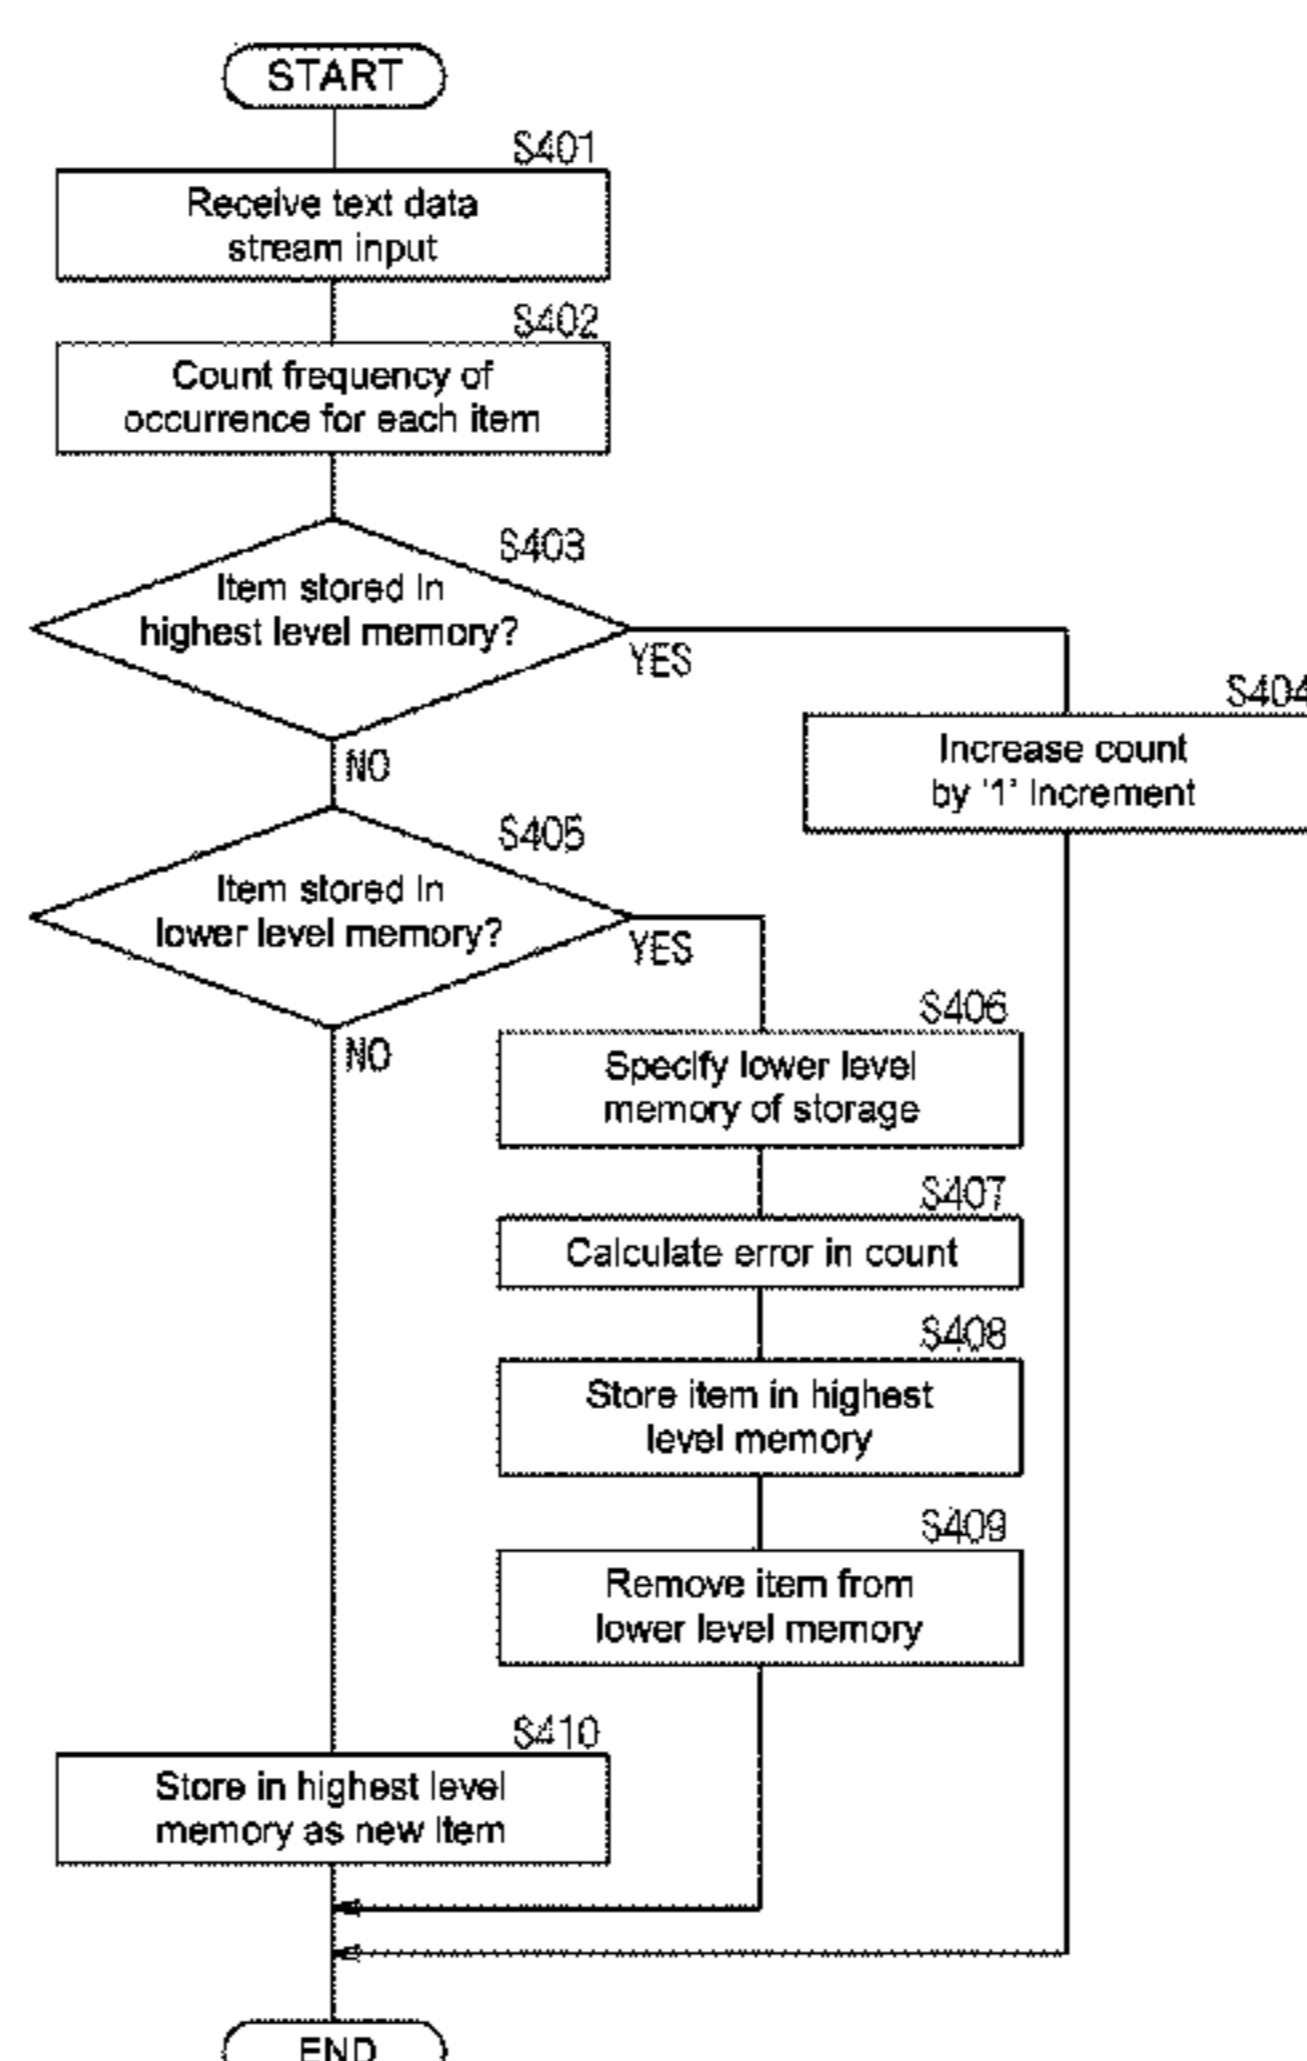 START
S401
Receive text data
stream input
S402
Count frequency of
occurrence for each item
S403
Item stored in
highest level memory?
YES
NO
S404
Increase count
by '1' increment
S405
Item stored in
lower level memory?
YES
NO
S406
Specify lower level
memory of storage
S407
Calculate error in count
S408
Store item in highest
level memory
S409
Remove item from
lower level memory
S410
Store in highest level
memory as new item
END